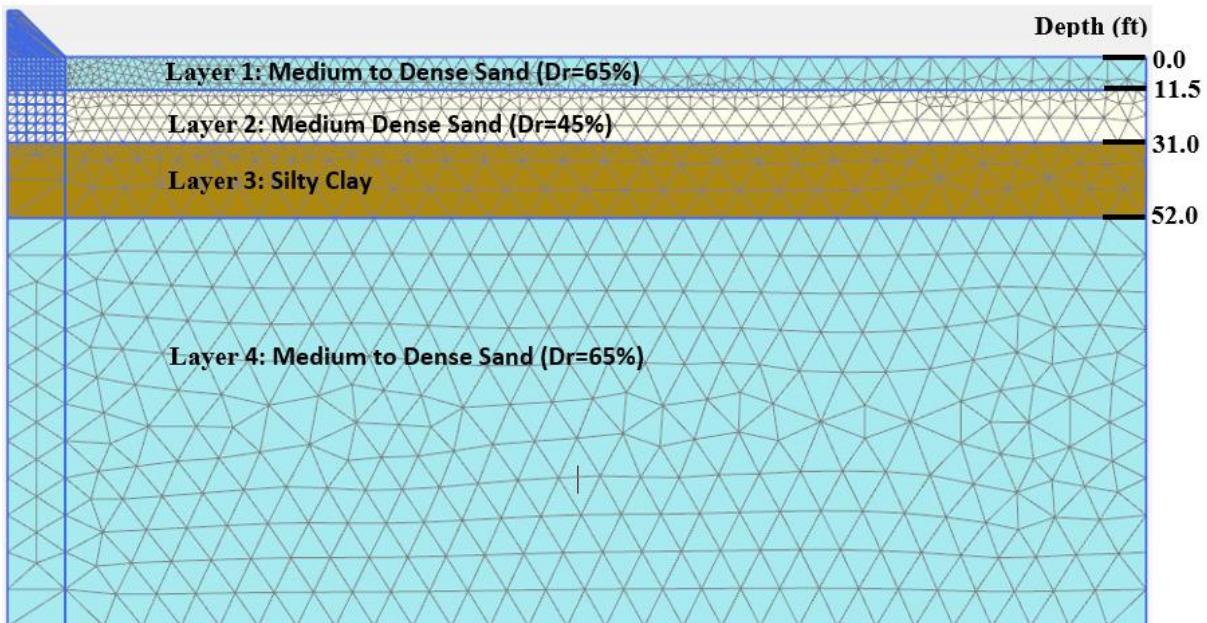 Depth (ft)
0.0
Layer 1: Medium to Dense Sand (Dr=65%)
11.5
Layer 2: Medium Dense Sand (Dr=45%)
31.0
Layer 3: Silty Clay
52.0
Layer 4: Medium to Dense Sand (Dr=65%)